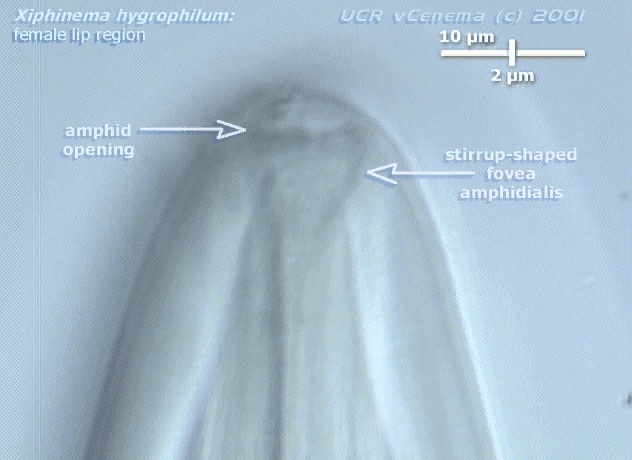 Xiphinema hygrophilum:
female lip region
UCR vCenema (c) 2001
10 µm
2 µm
amphid
opening
stirrup-shaped
fovea
amphidialis